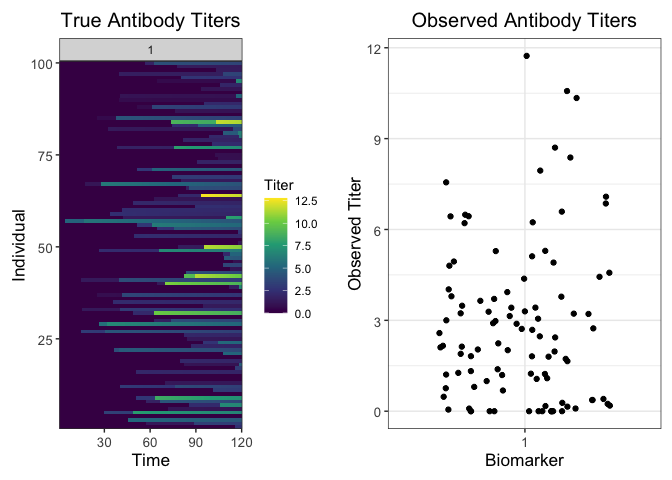 True Antibody Titers
1
100
75
50
25
Individual
30 60 90 120
Time
Titer
12.5
10.0
7.5
5.0
2.5
0.0
Observed Antibody Titers
12
9
6
3
0
Observed Titer
1
Biomarker